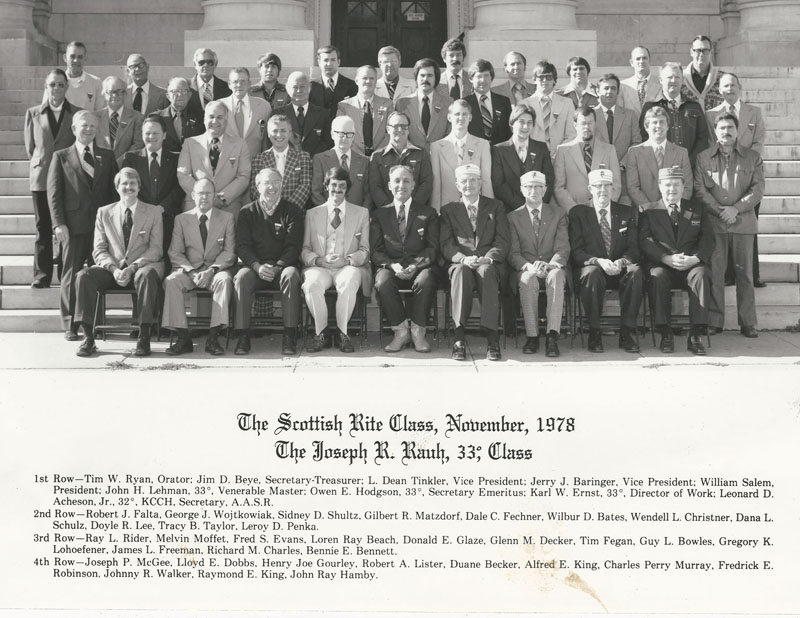 The Scottish Rite Class, November, 1978
The Joseph R. Rauh, 33°, Class
1st Row—Tim W. Ryan, Orator; Jim D. Beye, Secretary-Treasurer; L. Dean Tinkler, Vice President; Jerry J. Baringer, Vice President; William Salem,
President; John H. Lehman, 33°, Venerable Master; Owen E. Hodgson, 33°, Secretary Emeritus; Karl W. Ernst, 33°, Director of Work; Leonard D.
Acheson, Jr., 32°, KCCH, Secretary, A.A.S.R.
2nd Row—Robert J. Falta, George J. Wojtkowiak, Sidney D. Shultz, Gilbert R. Matzdorf, Dale C. Fechner, Wilbur D. Bates, Wendell L. Christner, Dana L.
Schulz, Doyle R. Lee, Tracy B. Taylor, Leroy D. Penka.
3rd Row—Ray L. Rider, Melvin Moffet, Fred S. Evans, Loren Ray Beach, Donald E. Glaze, Glenn M. Decker, Tim Fegan, Guy L. Bowles, Gregory K.
Lohoefener, James L. Freeman, Richard M. Charles, Bennie E. Bennett.
4th Row—Joseph P. McGee, Lloyd E. Dobbs, Henry Joe Gourley, Robert A. Lister, Duane Becker, Alfred E. King, Charles Perry Murray, Fredrick E.
Robinson, Johnny R. Walker, Raymond E. King, John Ray Hamby.